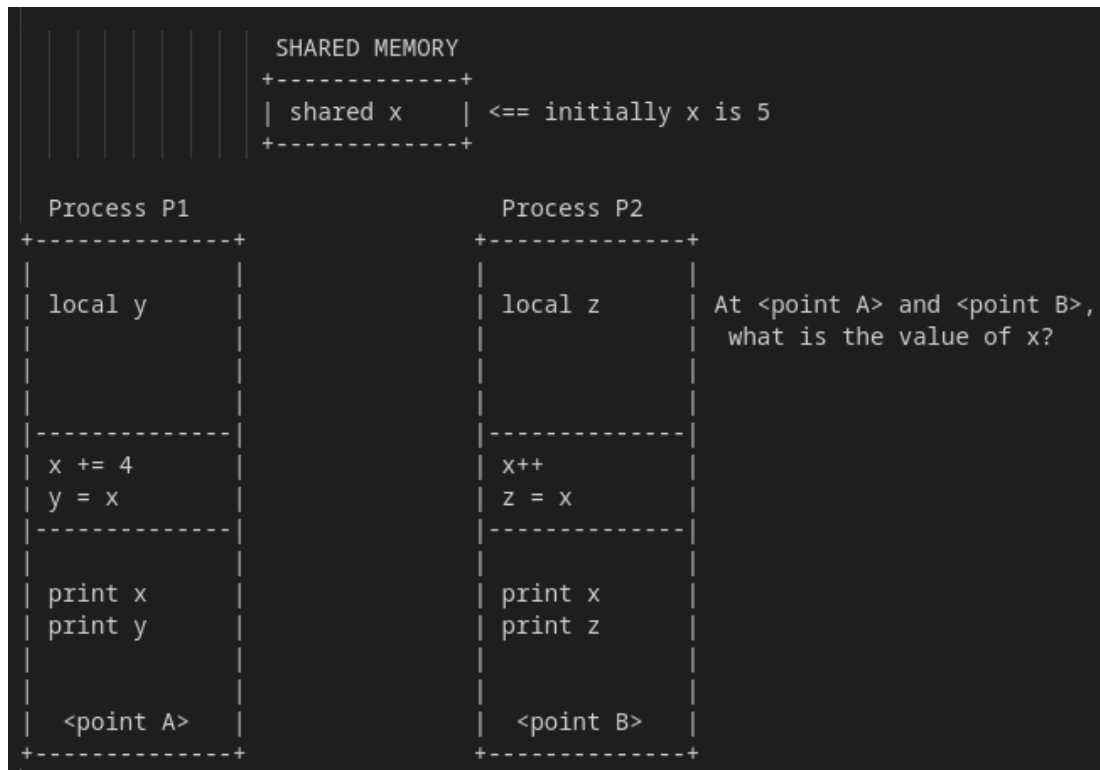 SHARED MEMORY
+-------------+
| shared x    | <== initially x is 5
+-------------+
Process P1                      Process P2
+--------------+                +--------------+
|              |                |              |
| local y      |                | local z      | At <point A> and <point B>,
|              |                |              |  what is the value of x?
|              |                |              |
|              |                |              |
|--------------|                |--------------|
| x += 4       |                | x++          |
| y = x        |                | z = x        |
|--------------|                |--------------|
|              |                |              |
| print x      |                | print x      |
| print y      |                | print z      |
|              |                |              |
|              |                |              |
|  <point A>   |                |  <point B>   |
+--------------+                +--------------+